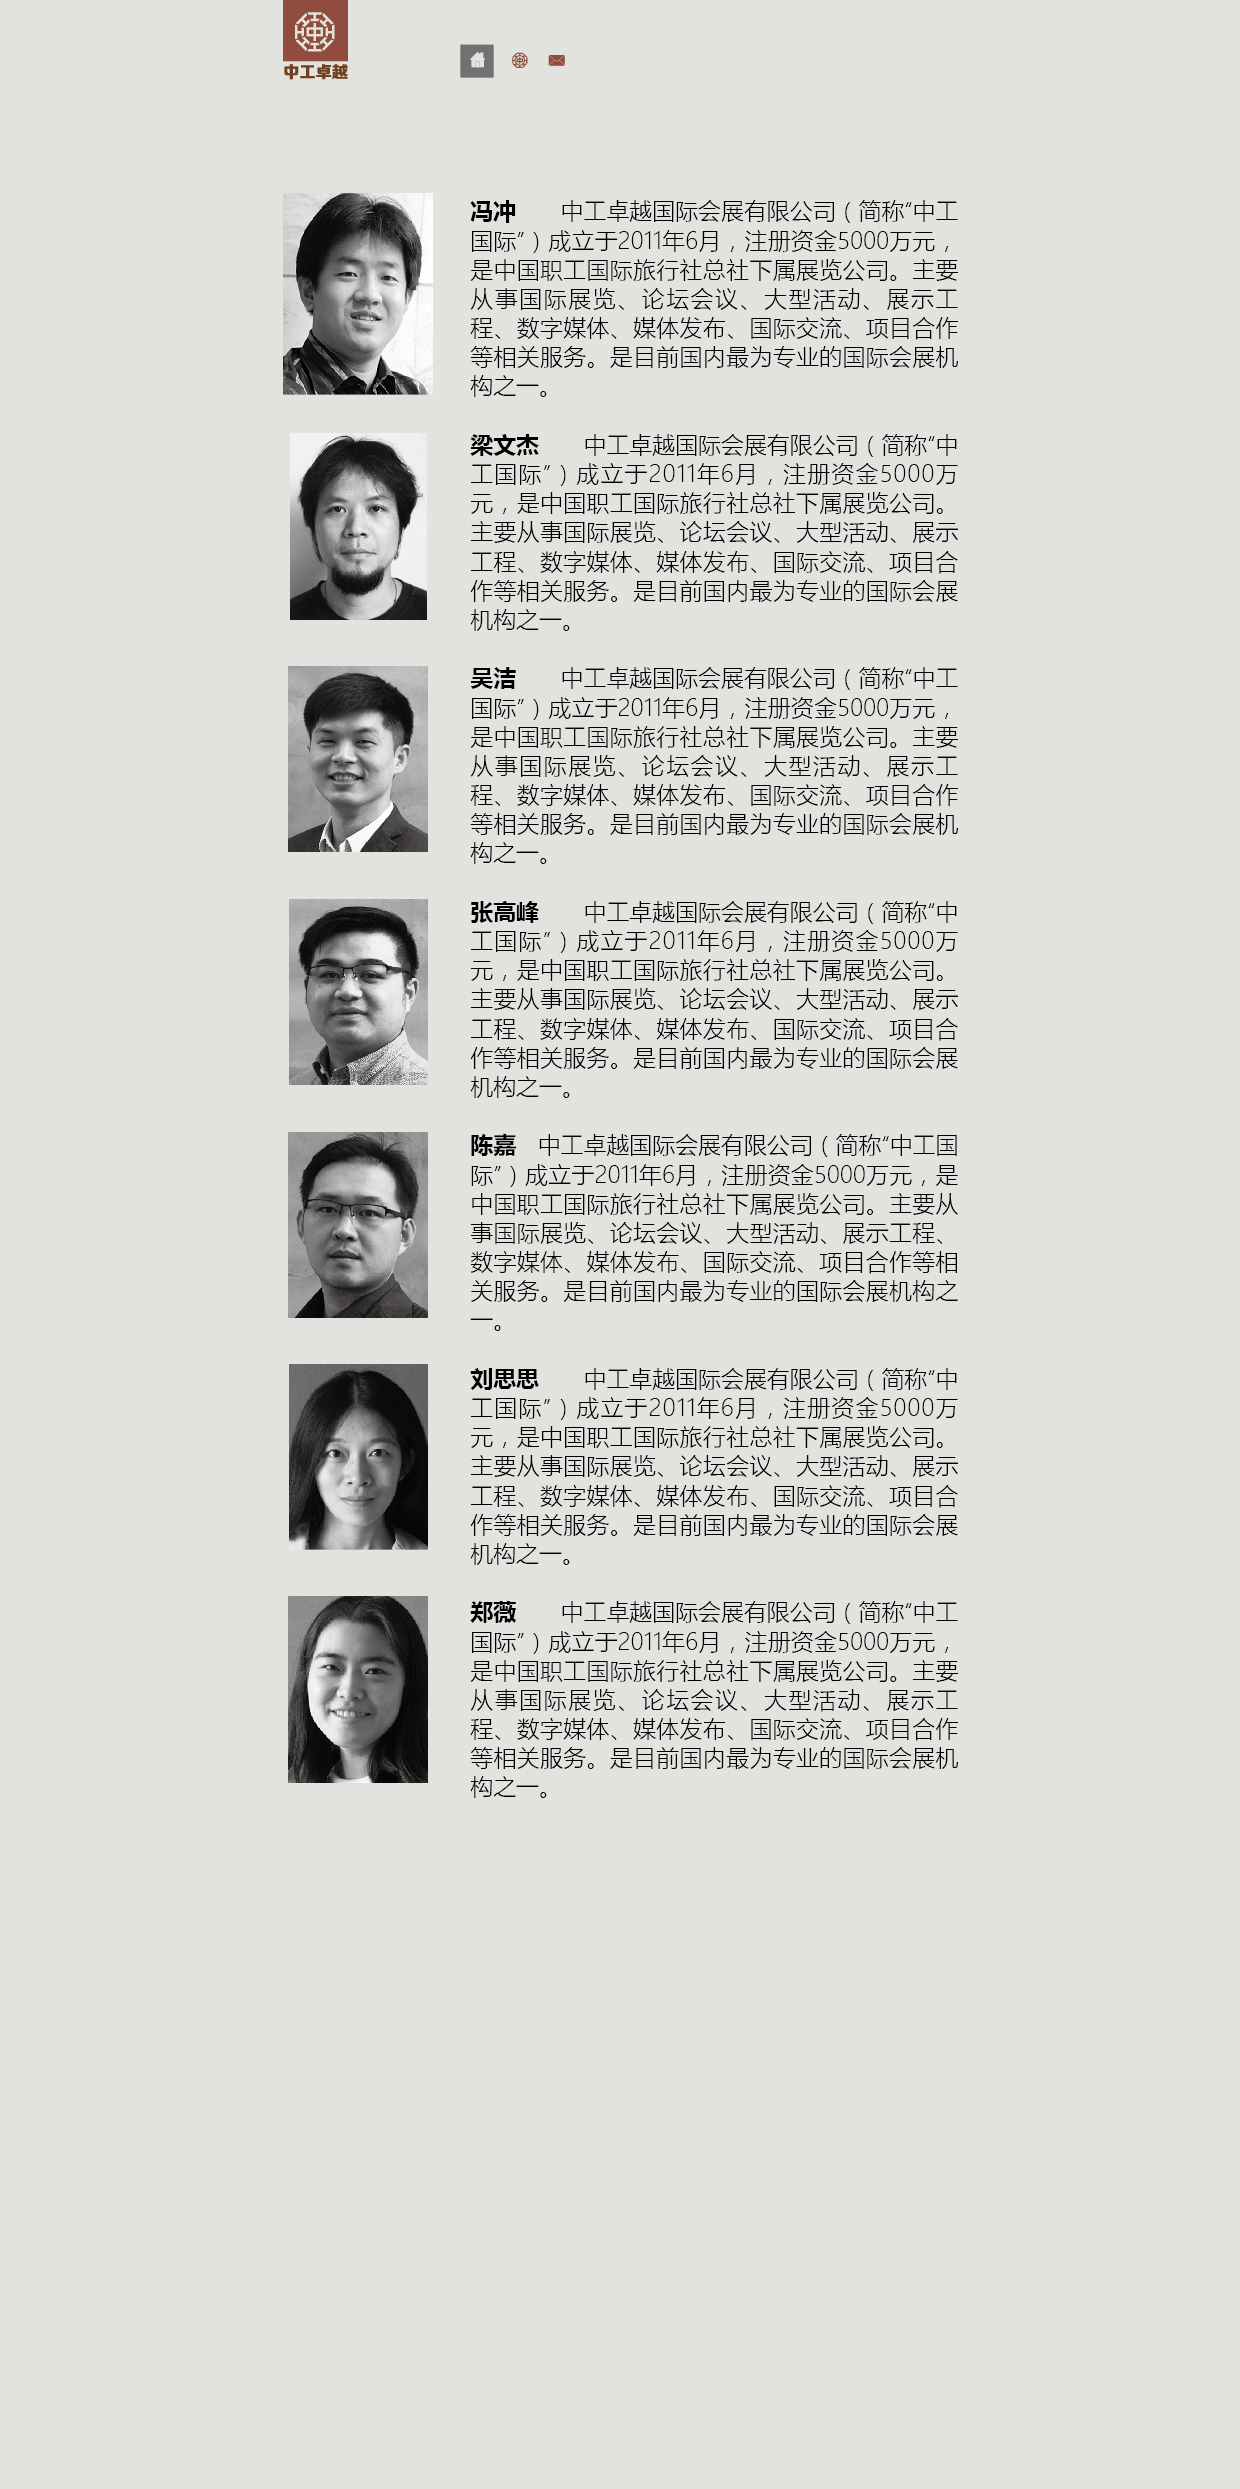 中工卓越
冯冲 中工卓越国际会展有限公司（简称“中工
国际”）成立于2011年6月，注册资金5000万元，
是中国职工国际旅行社总社下属展览公司。主要
从事国际展览、论坛会议、大型活动、展示工
程、数字媒体、媒体发布、国际交流、项目合作
等相关服务。是目前国内最为专业的国际会展机
构之一。
梁文杰 中工卓越国际会展有限公司（简称“中
工国际”）成立于2011年6月，注册资金5000万
元，是中国职工国际旅行社总社下属展览公司。
主要从事国际展览、论坛会议、大型活动、展示
工程、数字媒体、媒体发布、国际交流、项目合
作等相关服务。是目前国内最为专业的国际会展
机构之一。
吴洁 中工卓越国际会展有限公司（简称“中工
国际”）成立于2011年6月，注册资金5000万元，
是中国职工国际旅行社总社下属展览公司。主要
从事国际展览、论坛会议、大型活动、展示工
程、数字媒体、媒体发布、国际交流、项目合作
等相关服务。是目前国内最为专业的国际会展机
构之一。
张高峰 中工卓越国际会展有限公司（简称“中
工国际”）成立于2011年6月，注册资金5000万
元，是中国职工国际旅行社总社下属展览公司。
主要从事国际展览、论坛会议、大型活动、展示
工程、数字媒体、媒体发布、国际交流、项目合
作等相关服务。是目前国内最为专业的国际会展
机构之一。
陈嘉 中工卓越国际会展有限公司（简称“中工国
际”）成立于2011年6月，注册资金5000万元，是
中国职工国际旅行社总社下属展览公司。主要从
事国际展览、论坛会议、大型活动、展示工程、
数字媒体、媒体发布、国际交流、项目合作等相
关服务。是目前国内最为专业的国际会展机构之
一。
刘思思 中工卓越国际会展有限公司（简称“中
工国际”）成立于2011年6月，注册资金5000万
元，是中国职工国际旅行社总社下属展览公司。
主要从事国际展览、论坛会议、大型活动、展示
工程、数字媒体、媒体发布、国际交流、项目合
作等相关服务。是目前国内最为专业的国际会展
机构之一。
郑薇 中工卓越国际会展有限公司（简称“中工
国际”）成立于2011年6月，注册资金5000万元，
是中国职工国际旅行社总社下属展览公司。主要
从事国际展览、论坛会议、大型活动、展示工
程、数字媒体、媒体发布、国际交流、项目合作
等相关服务。是目前国内最为专业的国际会展机
构之一。